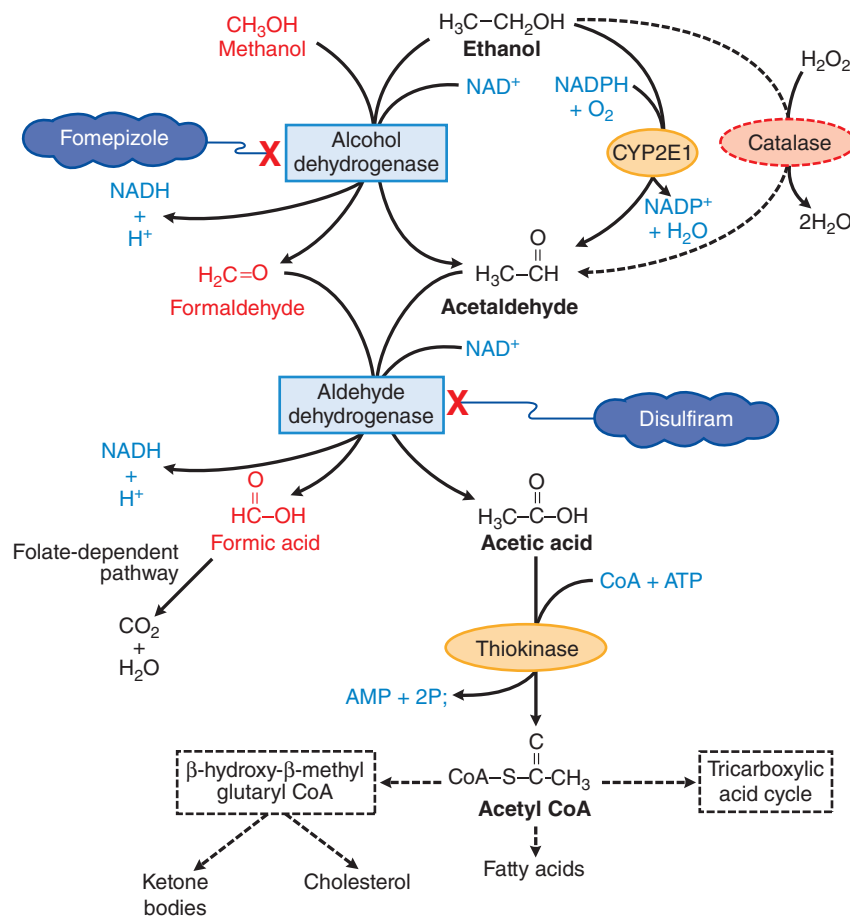 CH₃OH
Methanol
H₃C–CH₂OH
Ethanol
H₂O₂
NAD⁺
NADPH
+ O₂
Fomepizole
X
Alcohol
dehydrogenase
CYP2E1
Catalase
NADH
+
H⁺
NADP⁺
+ H₂O
2H₂O
H₂C=O
Formaldehyde
O
||
H₃C–CH
Acetaldehyde
NAD⁺
Aldehyde
dehydrogenase
X
Disulfiram
NADH
+
H⁺
O
||
HC–OH
Formic acid
O
||
H₃C–C–OH
Acetic acid
Folate-dependent
pathway
CO₂
+
H₂O
CoA + ATP
Thiokinase
AMP + 2P;
C
||
CoA–S–C–CH₃
Acetyl CoA
β-hydroxy-β-methyl
glutaryl CoA
Tricarboxylic
acid cycle
Ketone
bodies
Cholesterol
Fatty acids